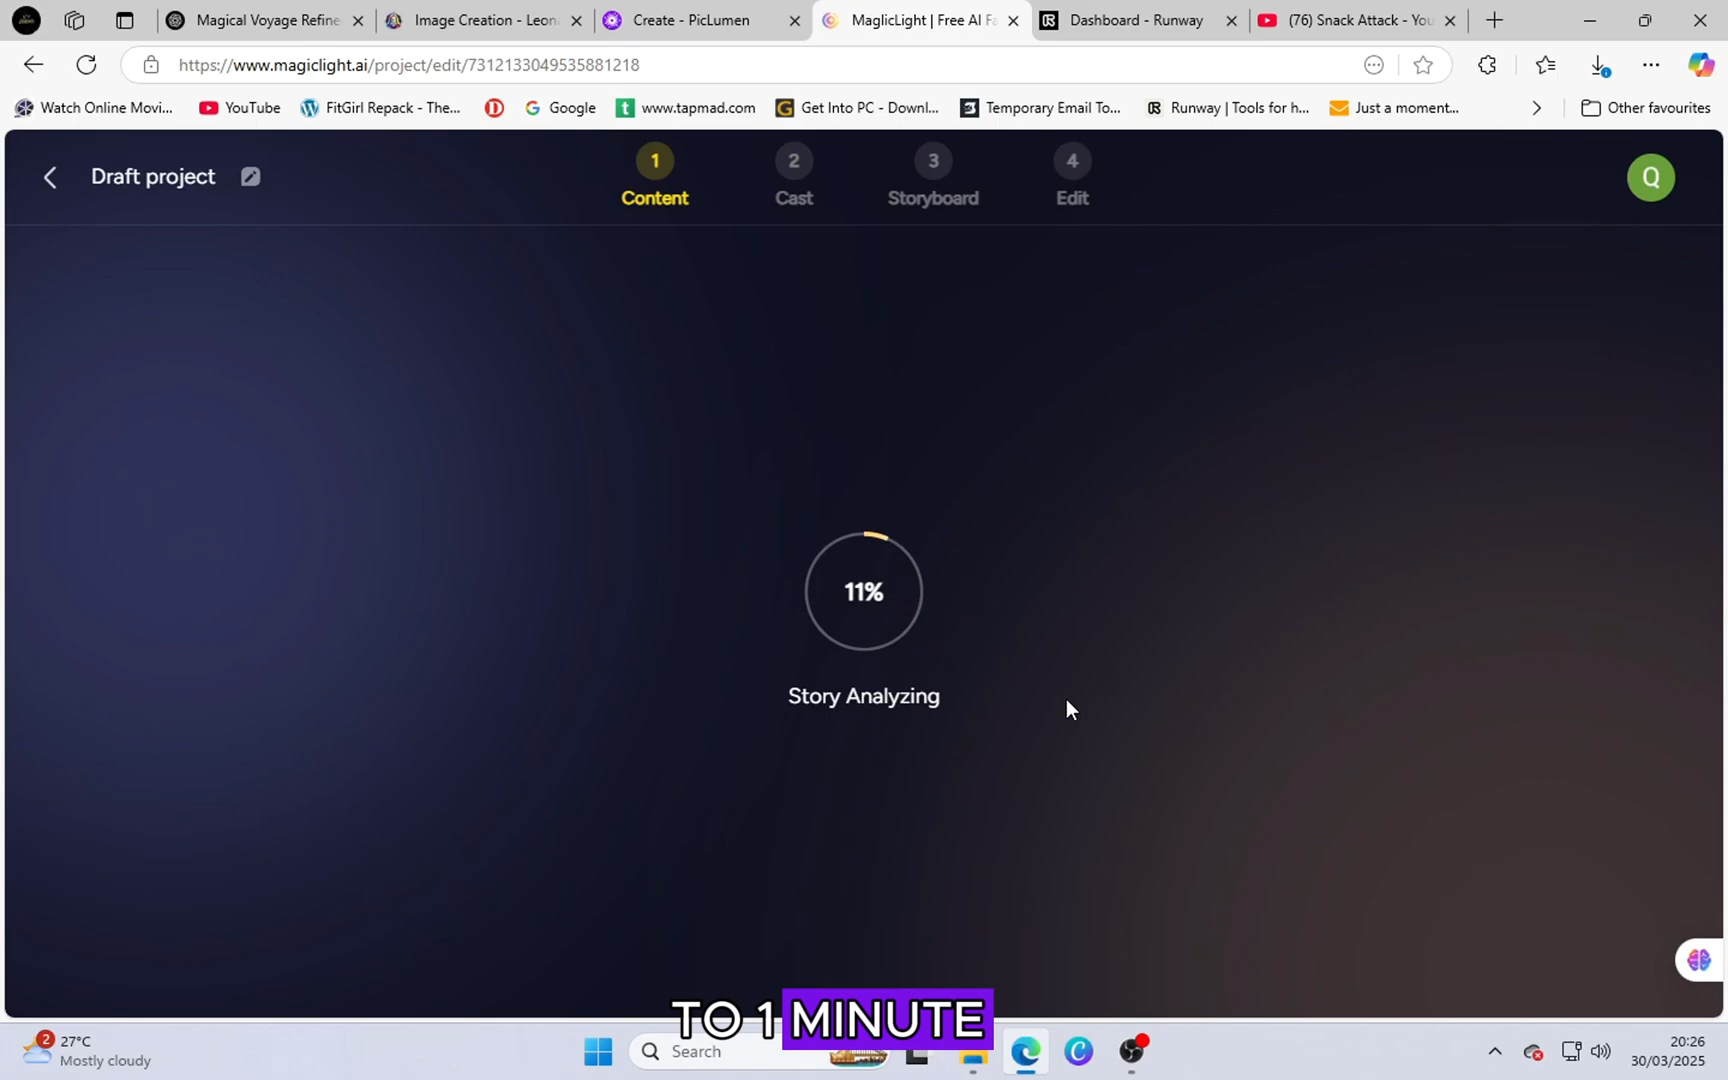 Magical Voyage Refine
Image Creation - Leona
Create - PicLumen
MagicLight | Free AI Fa
Dashboard - Runway
(76) Snack Attack - You
https://www.magiclight.ai/project/edit/7312133049535881218
Watch Online Movi...
YouTube
FitGirl Repack - The...
Google
www.tapmad.com
Get Into PC - Downl...
Temporary Email To...
Runway | Tools for h...
Just a moment...
Other favourites
Draft project
1
Content
2
Cast
3
Storyboard
4
Edit
Q
11%
Story Analyzing
TO 1 MINUTE
2
27°C
Mostly cloudy
Search
20:26
30/03/2025